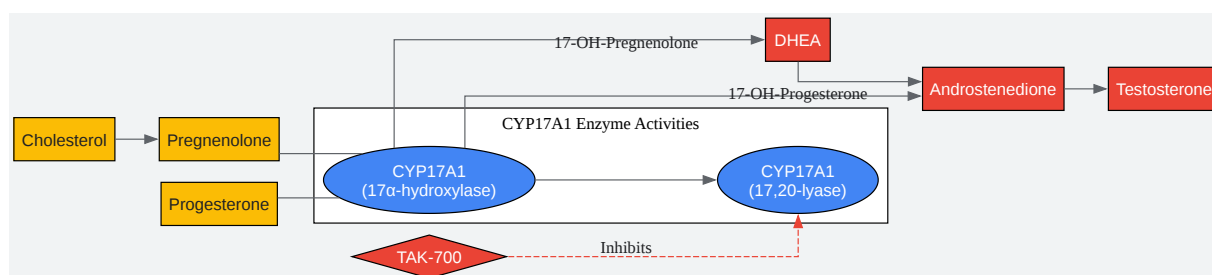 17-OH-Pregnenolone
DHEA
Androstenedione
Testosterone
17-OH-Progesterone
CYP17A1 Enzyme Activities
Cholesterol
Pregnenolone
Progesterone
CYP17A1
(17α-hydroxylase)
CYP17A1
(17,20-lyase)
TAK-700
Inhibits